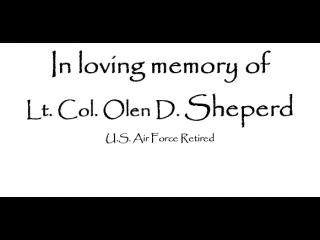 In loving memory of
Lt. Col. Olen D. Sheperd
U.S. Air Force Retired